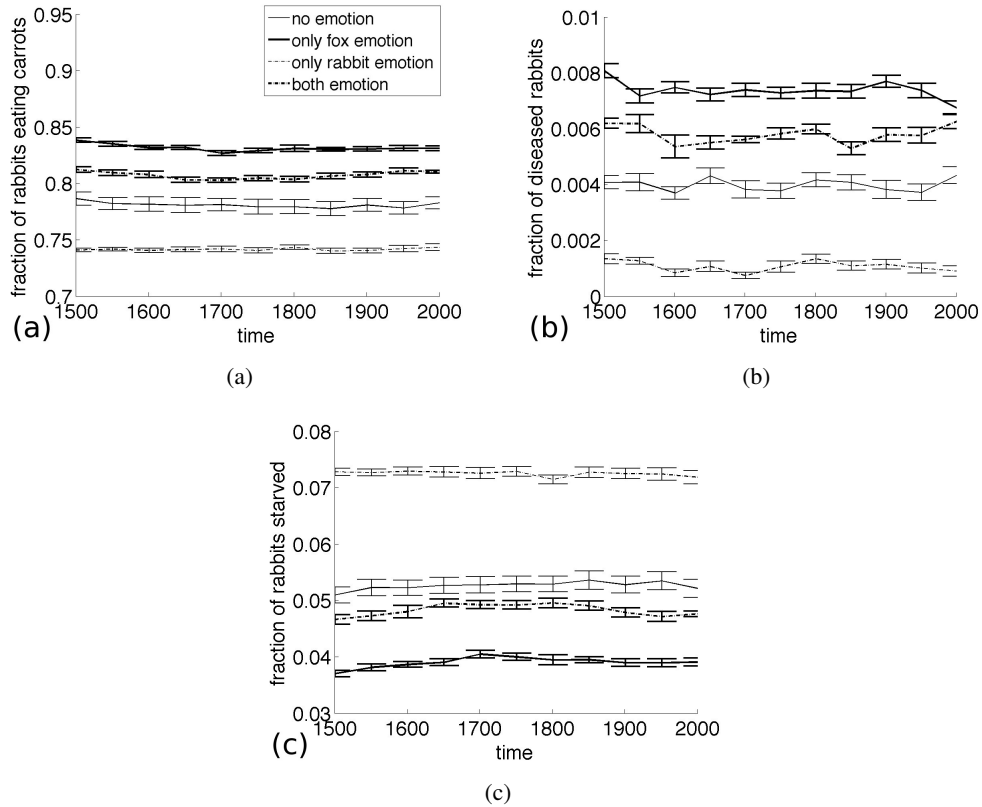 fraction of rabbits eating carrots
0.95
0.9
0.85
0.8
0.75
0.7
no emotion
only fox emotion
only rabbit emotion
both emotion
1500 1600 1700 1800 1900 2000
time
(a)
(a)
fraction of diseased rabbits
0.01
0.008
0.006
0.004
0.002
0
1500 1600 1700 1800 1900 2000
time
(b)
(b)
fraction of rabbits starved
0.08
0.07
0.06
0.05
0.04
0.03
1500 1600 1700 1800 1900 2000
time
(c)
(c)